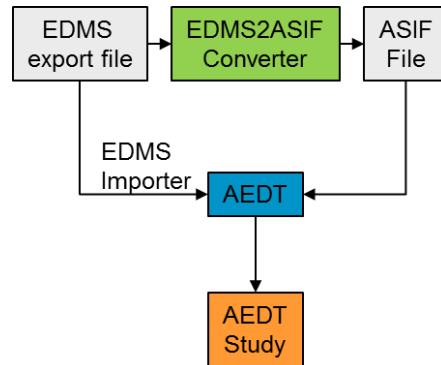 EDMS
export file
EDMS2ASIF
Converter
ASIF
File
EDMS
Importer
AEDT
AEDT
Study